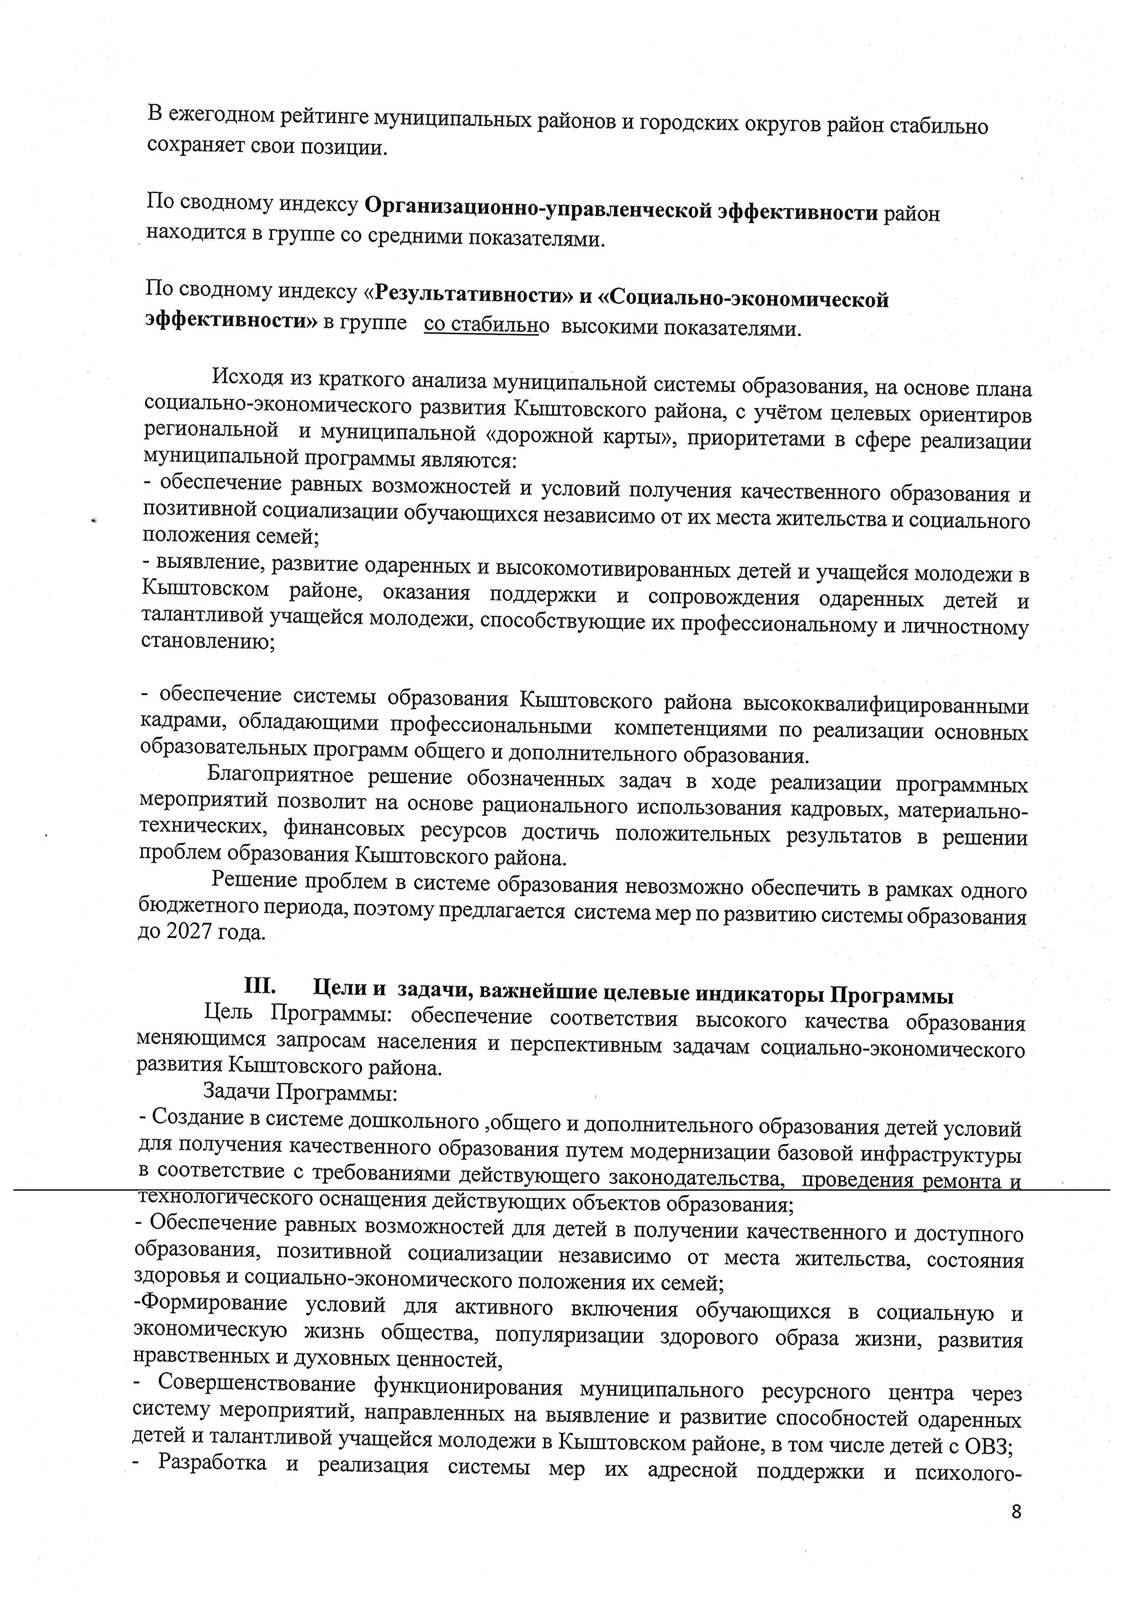 В ежегодном рейтинге муниципальных районов и городских округов район стабильно
сохраняет свои позиции.
По сводному индексу Организационно-управленческой эффективности район
находится в группе со средними показателями.
По сводному индексу «Результативности» и «Социально-экономической
эффективности» в группе со стабильно высокими показателями.
Исходя из краткого анализа муниципальной системы образования, на основе плана
социально-экономического развития Кыштовского района, с учётом целевых ориентиров
региональной и муниципальной «дорожной карты», приоритетами в сфере реализации
муниципальной программы являются:
- обеспечение равных возможностей и условий получения качественного образования и
позитивной социализации обучающихся независимо от их места жительства и социального
положения семей;
- выявление, развитие одаренных и высокомотивированных детей и учащейся молодежи в
Кыштовском районе, оказания поддержки и сопровождения одаренных детей и
талантливой учащейся молодежи, способствующие их профессиональному и личностному
становлению;
- обеспечение системы образования Кыштовского района высококвалифицированными
кадрами, обладающими профессиональными компетенциями по реализации основных
образовательных программ общего и дополнительного образования.
Благоприятное решение обозначенных задач в ходе реализации программных
мероприятий позволит на основе рационального использования кадровых, материально-
технических, финансовых ресурсов достичь положительных результатов в решении
проблем образования Кыштовского района.
Решение проблем в системе образования невозможно обеспечить в рамках одного
бюджетного периода, поэтому предлагается система мер по развитию системы образования
до 2027 года.
III. Цели и задачи, важнейшие целевые индикаторы Программы
Цель Программы: обеспечение соответствия высокого качества образования
меняющимся запросам населения и перспективным задачам социально-экономического
развития Кыштовского района.
Задачи Программы:
- Создание в системе дошкольного ,общего и дополнительного образования детей условий
для получения качественного образования путем модернизации базовой инфраструктуры
в соответствие с требованиями действующего законодательства, проведения ремонта и
технологического оснащения действующих объектов образования;
- Обеспечение равных возможностей для детей в получении качественного и доступного
образования, позитивной социализации независимо от места жительства, состояния
здоровья и социально-экономического положения их семей;
-Формирование условий для активного включения обучающихся в социальную и
экономическую жизнь общества, популяризации здорового образа жизни, развития
нравственных и духовных ценностей,
- Совершенствование функционирования муниципального ресурсного центра через
систему мероприятий, направленных на выявление и развитие способностей одаренных
детей и талантливой учащейся молодежи в Кыштовском районе, в том числе детей с ОВЗ;
- Разработка и реализация системы мер их адресной поддержки и психолого-
8